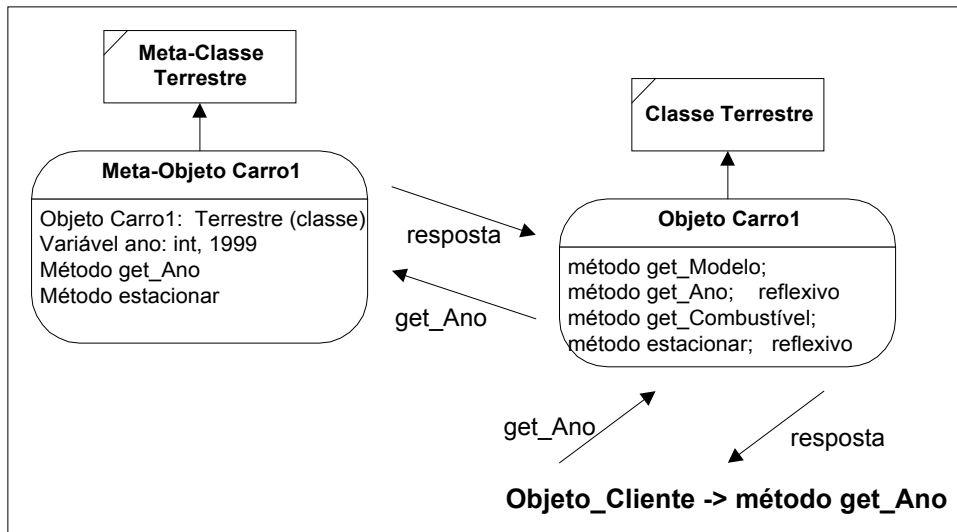 Meta-Classe
Terrestre
Classe Terrestre
Meta-Objeto Carro1
Objeto Carro1: Terrestre (classe)
Variável ano: int, 1999
Método get_Ano
Método estacionar
resposta
get_Ano
Objeto Carro1
método get_Modelo;
método get_Ano; reflexivo
método get_Combustível;
método estacionar; reflexivo
get_Ano
resposta
Objeto_Cliente -> método get_Ano